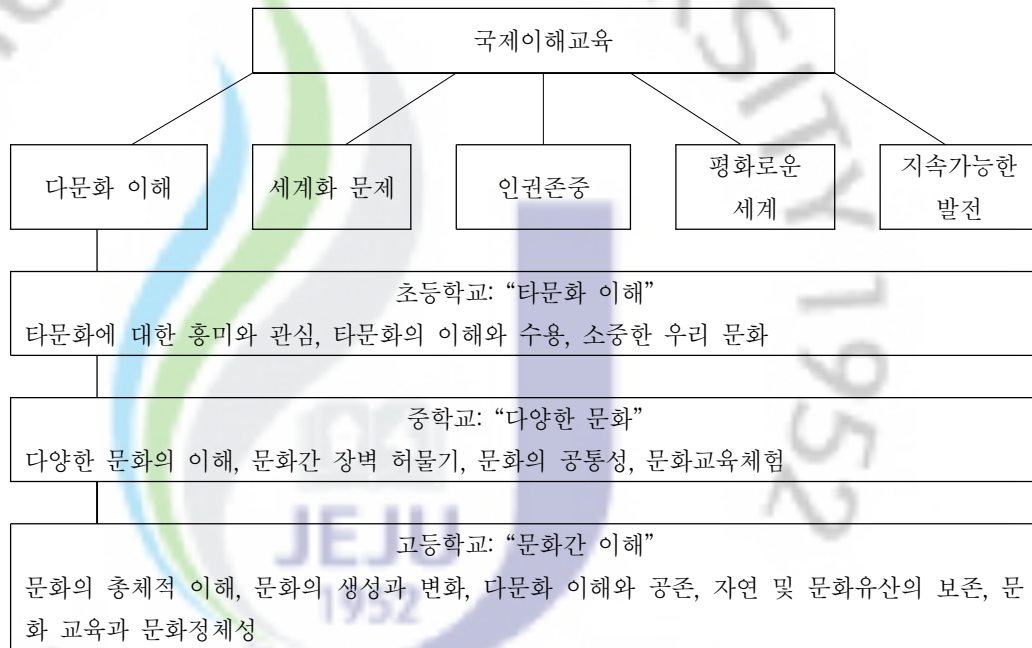 국제이해교육
다문화 이해
세계화 문제
인권존중
평화로운
세계
지속가능한
발전
초등학교: “타문화 이해”
타문화에 대한 흥미와 관심, 타문화의 이해와 수용, 소중한 우리 문화
중학교: “다양한 문화”
다양한 문화의 이해, 문화간 장벽 허물기, 문화의 공통성, 문화교육체험
고등학교: “문화간 이해”
문화의 총체적 이해, 문화의 생성과 변화, 다문화 이해와 공존, 자연 및 문화유산의 보존, 문
화 교육과 문화정체성
JEJU
1952
SITY 1952